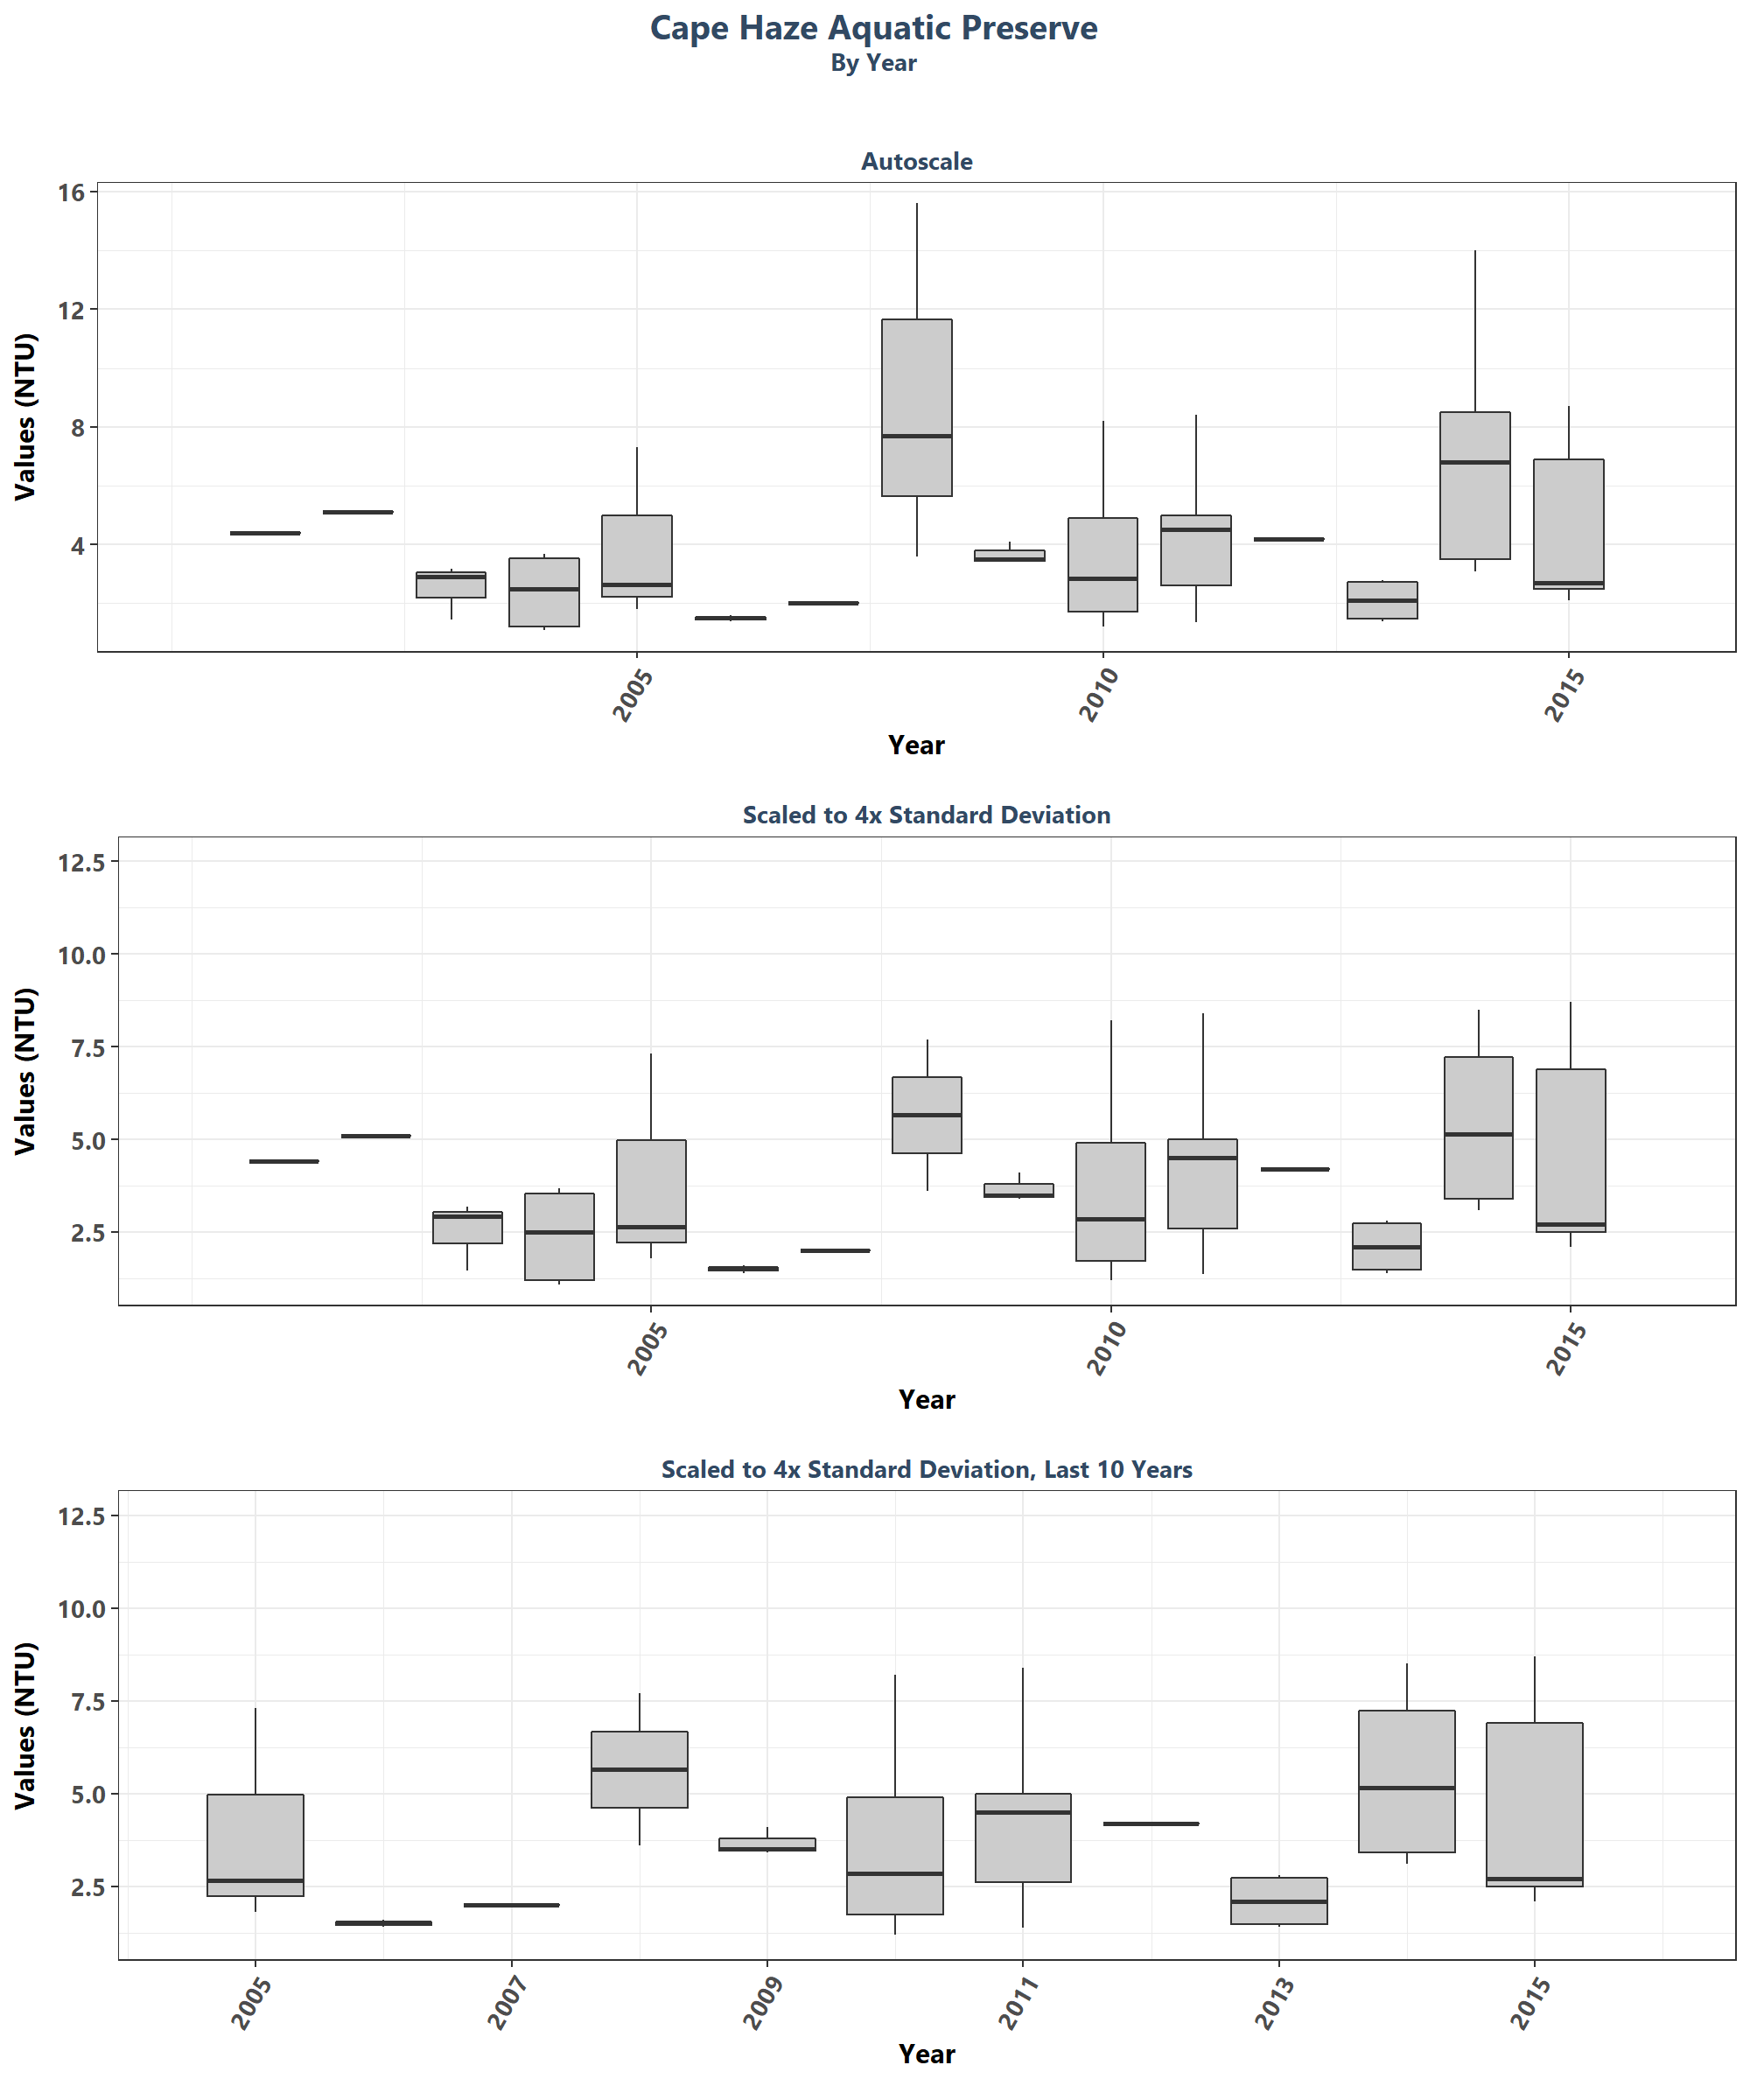 Cape Haze Aquatic Preserve
By Year
Autoscale
Values (NTU)
16
12
8
4
2005
2010
2015
Year
Scaled to 4x Standard Deviation
Values (NTU)
12.5
10.0
7.5
5.0
2.5
2005
2010
2015
Year
Scaled to 4x Standard Deviation, Last 10 Years
Values (NTU)
12.5
10.0
7.5
5.0
2.5
2005
2007
2009
2011
2013
2015
Year